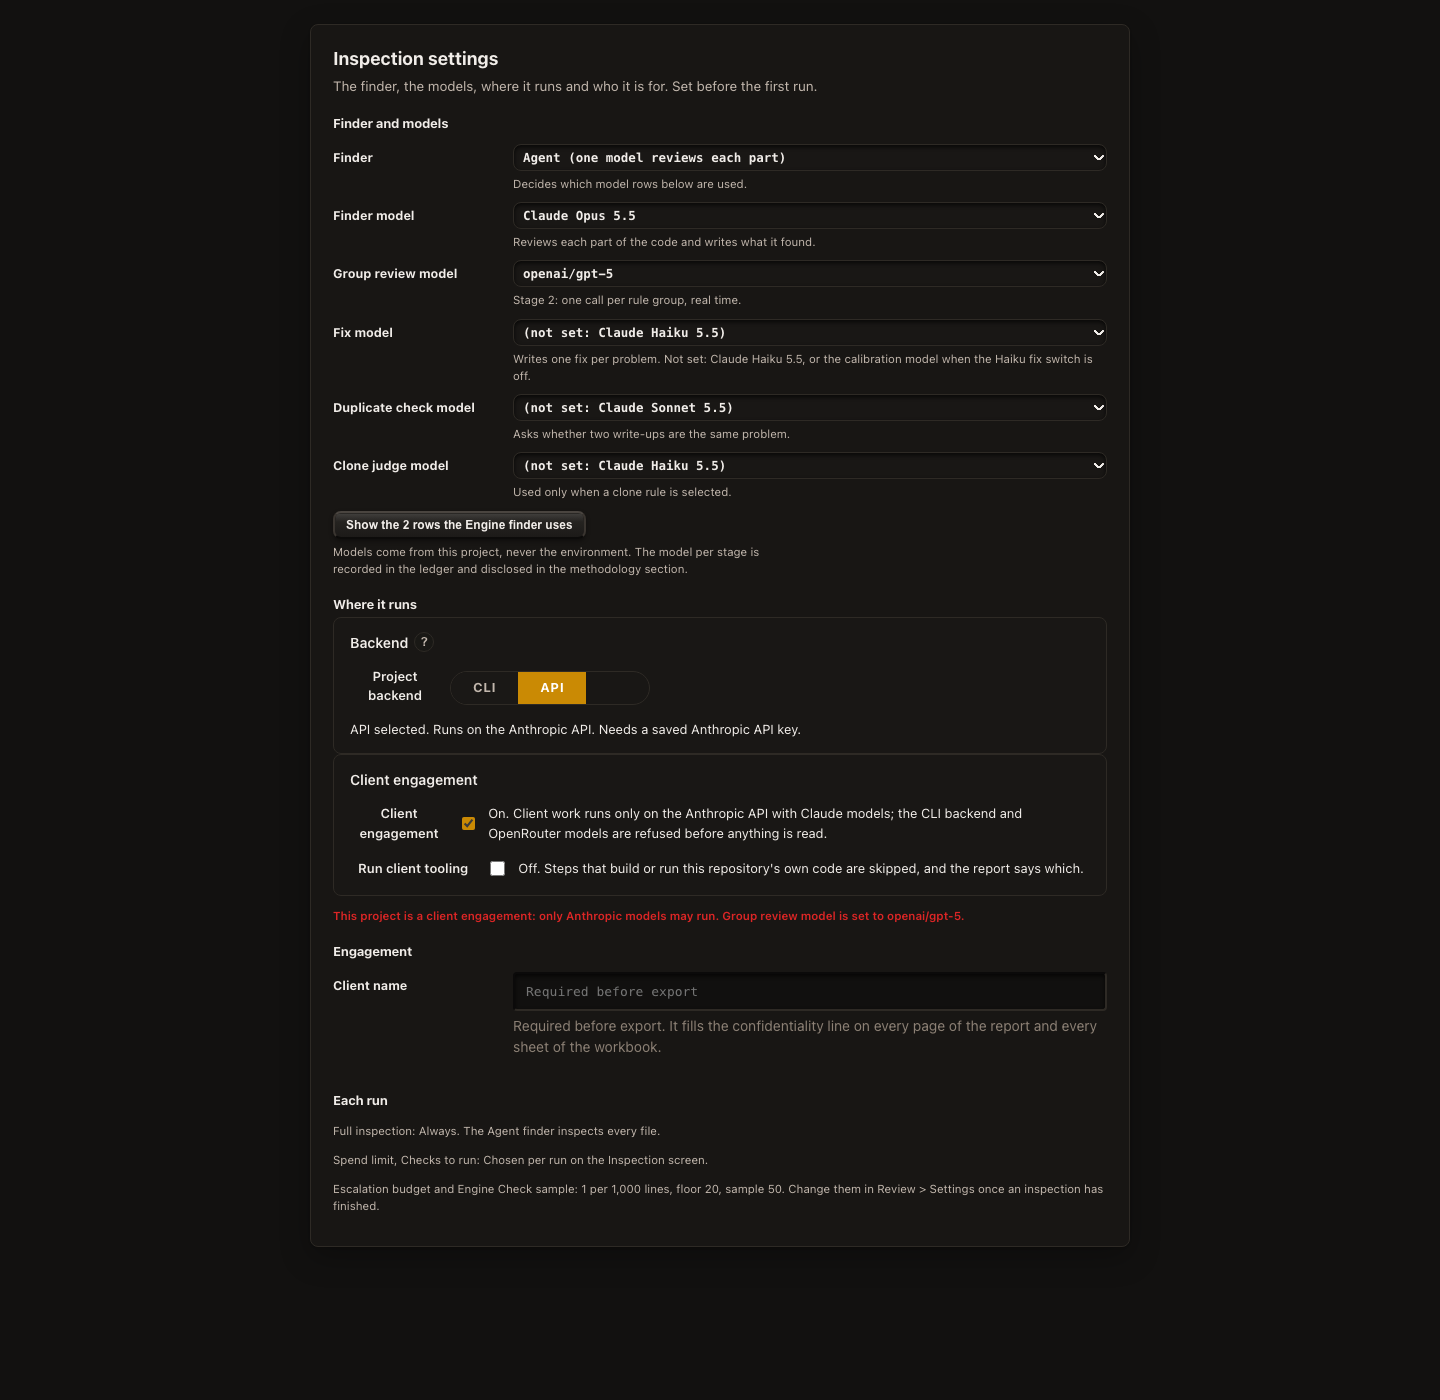 Inspection settings
The finder, the models, where it runs and who it is for. Set before the first run.
Finder and models
Finder
Agent (one model reviews each part)
Decides which model rows below are used.
Finder model
Claude Opus 5.5
Reviews each part of the code and writes what it found.
Group review model
openai/gpt-5
Stage 2: one call per rule group, real time.
Fix model
(not set: Claude Haiku 5.5)
Writes one fix per problem. Not set: Claude Haiku 5.5, or the calibration model when the Haiku fix switch is
off.
Duplicate check model
(not set: Claude Sonnet 5.5)
Asks whether two write-ups are the same problem.
Clone judge model
(not set: Claude Haiku 5.5)
Used only when a clone rule is selected.
Show the 2 rows the Engine finder uses
Models come from this project, never the environment. The model per stage is
recorded in the ledger and disclosed in the methodology section.
Where it runs
Backend ?
Project
backend
CLI API
API selected. Runs on the Anthropic API. Needs a saved Anthropic API key.
Client engagement
Client
engagement
On. Client work runs only on the Anthropic API with Claude models; the CLI backend and
OpenRouter models are refused before anything is read.
Run client tooling
Off. Steps that build or run this repository's own code are skipped, and the report says which.
This project is a client engagement: only Anthropic models may run. Group review model is set to openai/gpt-5.
Engagement
Client name
Required before export
Required before export. It fills the confidentiality line on every page of the report and every
sheet of the workbook.
Each run
Full inspection: Always. The Agent finder inspects every file.
Spend limit, Checks to run: Chosen per run on the Inspection screen.
Escalation budget and Engine Check sample: 1 per 1,000 lines, floor 20, sample 50. Change them in Review > Settings once an inspection has
finished.